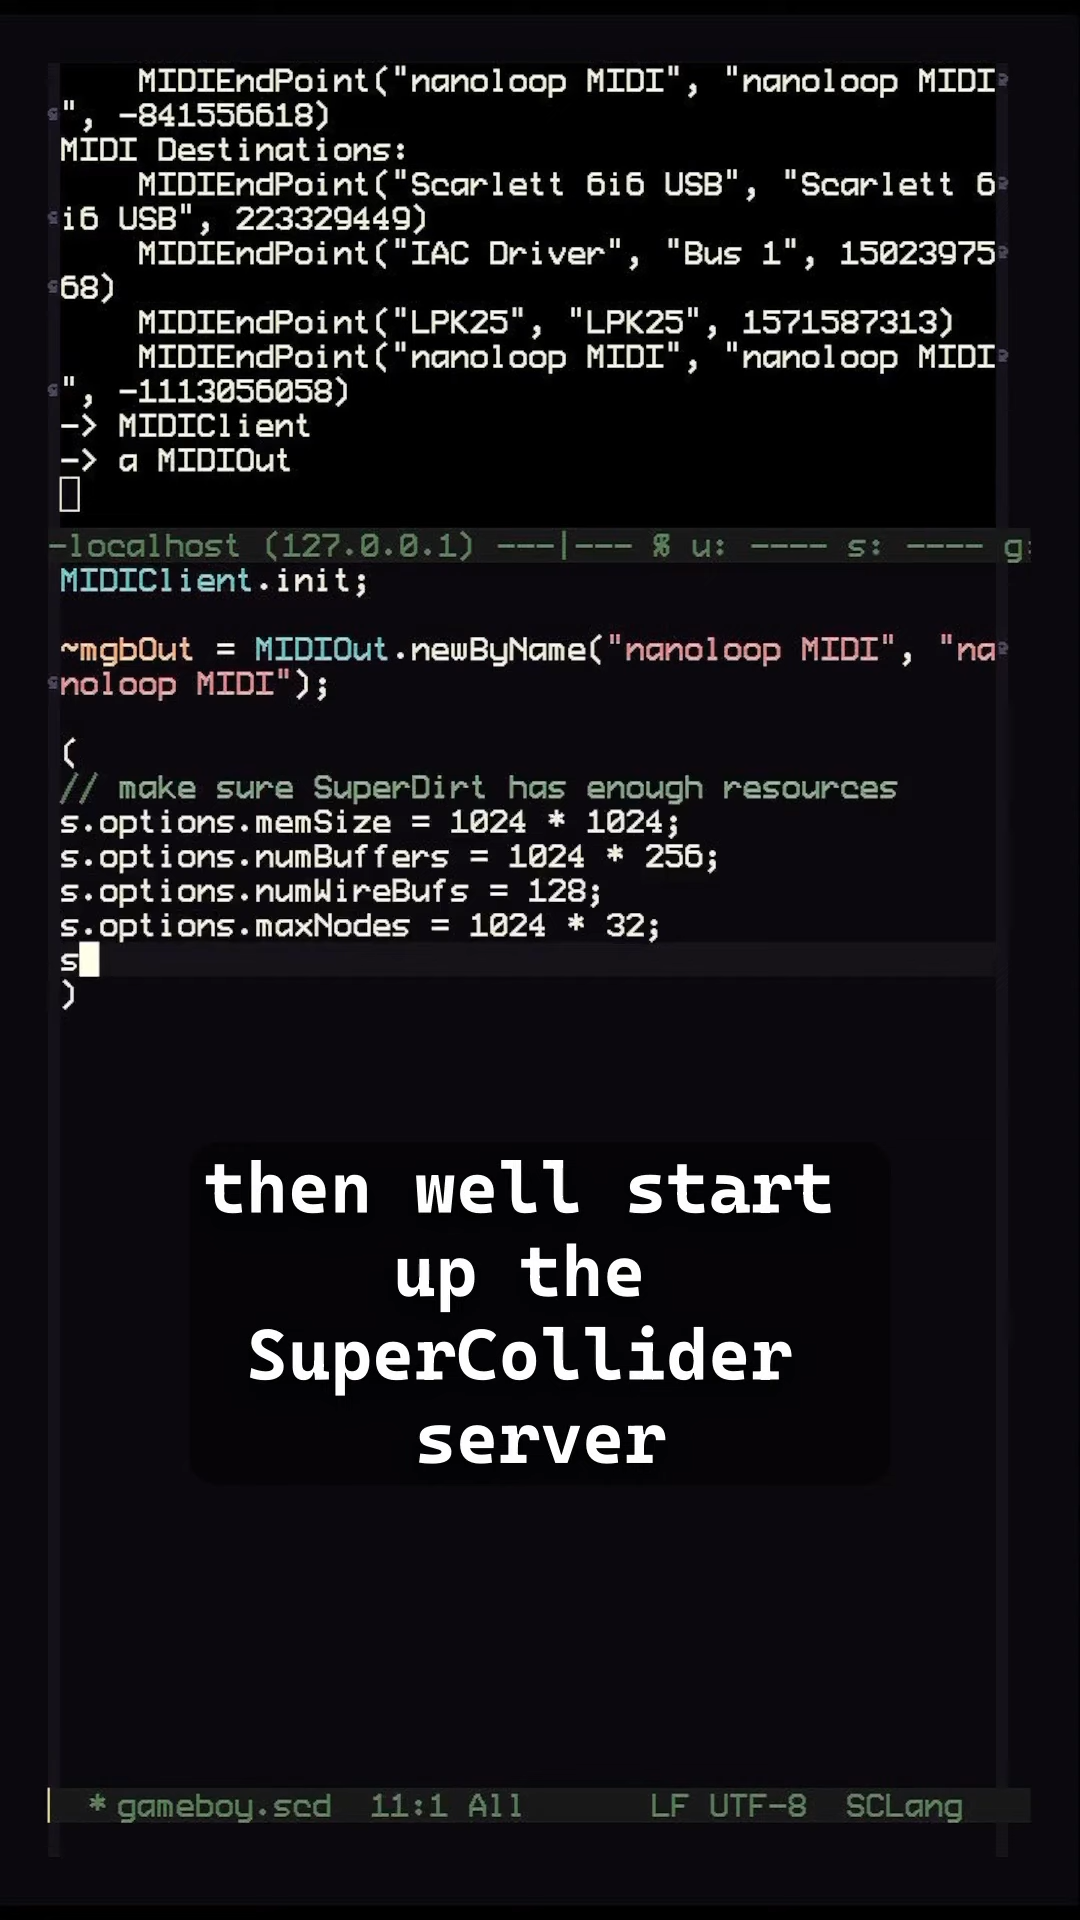 MIDIEndPoint("nanoloop MIDI", "nanoloop MIDI
", -841556618)
MIDI Destinations:
MIDIEndPoint("Scarlett 6i6 USB", "Scarlett 6
i6 USB", 223329449)
MIDIEndPoint("IAC Driver", "Bus 1", 15023975
68)
MIDIEndPoint("LPK25", "LPK25", 1571587313)
MIDIEndPoint("nanoloop MIDI", "nanoloop MIDI
", -1113056058)
-> MIDIClient
-> a MIDIOut
-localhost (127.0.0.1) ---|--- % u: ---- s: ---- g:
MIDIClient.init;
~mgbOut = MIDIOut.newByName("nanoloop MIDI", "na
noloop MIDI");
(
// make sure SuperDirt has enough resources
s.options.memSize = 1024 * 1024;
s.options.numBuffers = 1024 * 256;
s.options.numWireBufs = 128;
s.options.maxNodes = 1024 * 32;
s
)
then well start
up the
SuperCollider
server
* gameboy.scd 11:1 All LF UTF-8 SCLang